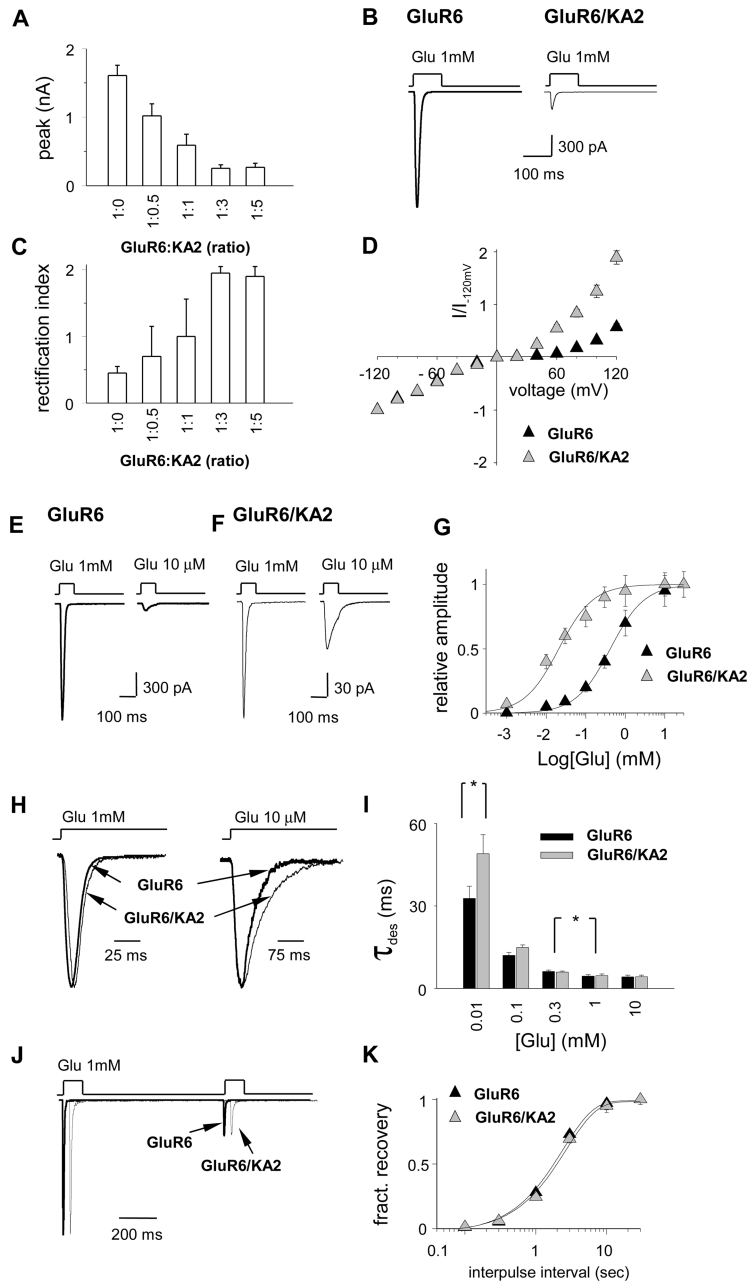 A
2
1
0
peak (nA)
1:0
1:0.5
1:1
1:3
1:5
GluR6:KA2 (ratio)
B
GluR6
GluR6/KA2
Glu 1mM
Glu 1mM
300 pA
100 ms
C
2
1
0
rectification index
1:0
1:0.5
1:1
1:3
1:5
GluR6:KA2 (ratio)
D
2
1
I/I-120mV
-120
-60
60
120
voltage (mV)
-1
-2
GluR6
GluR6/KA2
E
GluR6
Glu 1mM
Glu 10 μM
300 pA
100 ms
F
GluR6/KA2
Glu 1mM
Glu 10 μM
30 pA
100 ms
G
1
0.5
0
relative amplitude
GluR6
GluR6/KA2
-3
-2
-1
0
1
Log[Glu] (mM)
H
Glu 1mM
Glu 10 μM
GluR6
GluR6/KA2
25 ms
75 ms
I
*
60
30
0
τdes (ms)
GluR6
GluR6/KA2
*
0.01
0.1
0.3
1
10
[Glu] (mM)
J
Glu 1mM
GluR6
GluR6/KA2
200 ms
K
GluR6
GluR6/KA2
1
0.5
0
fract. recovery
0.1
1
10
interpulse interval (sec)